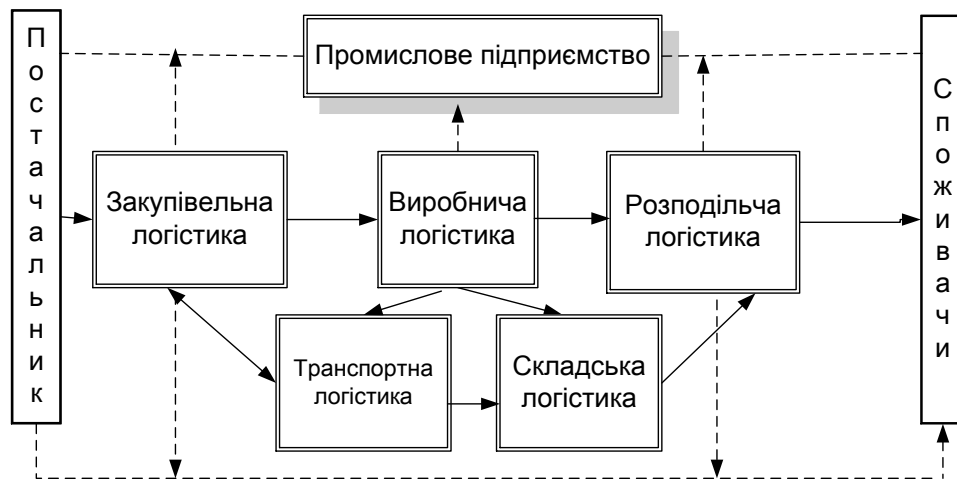 Постачальник
Промислове підприємство
Споживачи
Закупівельна
логістика
Виробнича
логістика
Розподільча
логістика
Транспортна
логістика
Складська
логістика